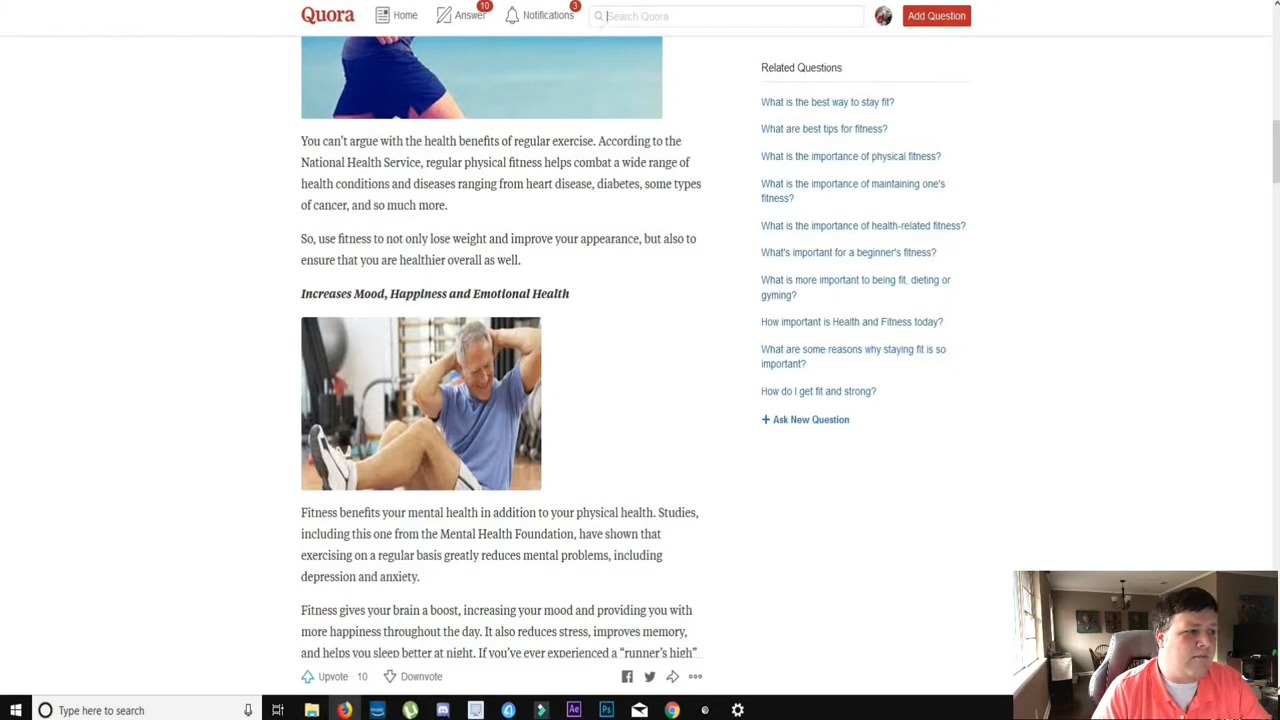 Quora
Home
Answer
10
Notifications
3
Search Quora
Add Question
You can't argue with the health benefits of regular exercise. According to the
National Health Service, regular physical fitness helps combat a wide range of
health conditions and diseases ranging from heart disease, diabetes, some types
of cancer, and so much more.
So, use fitness to not only lose weight and improve your appearance, but also to
ensure that you are healthier overall as well.
Increases Mood, Happiness and Emotional Health
Fitness benefits your mental health in addition to your physical health. Studies,
including this one from the Mental Health Foundation, have shown that
exercising on a regular basis greatly reduces mental problems, including
depression and anxiety.
Fitness gives your brain a boost, increasing your mood and providing you with
more happiness throughout the day. It also reduces stress, improves memory,
and helps you sleep better at night. If you've ever experienced a "runner's high"
Upvote · 10
Downvote
Related Questions
What is the best way to stay fit?
What are best tips for fitness?
What is the importance of physical fitness?
What is the importance of maintaining one's
fitness?
What is the importance of health-related fitness?
What's important for a beginner's fitness?
What is more important to being fit, dieting or
gyming?
How important is Health and Fitness today?
What are some reasons why staying fit is so
important?
How do I get fit and strong?
+ Ask New Question
Type here to search
Ae
Ps